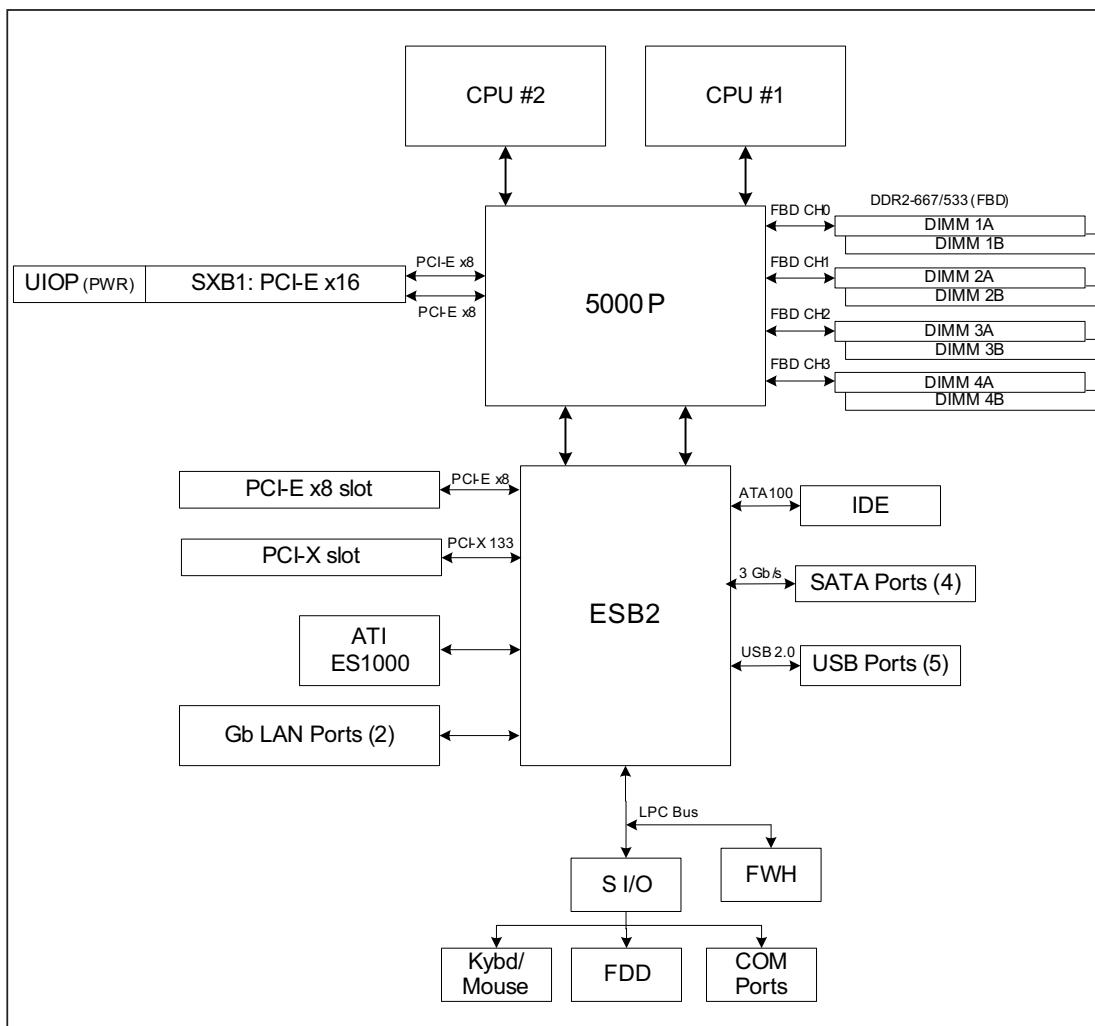 CPU #2
CPU #1
DDR2-667/533 (FBD)
FBD CH0
DIMM 1A
DIMM 1B
PCI-E x8
UIOP (PWR)
SXB1: PCI-E x16
PCI-E x8
5000P
FBD CH1
DIMM 2A
DIMM 2B
FBD CH2
DIMM 3A
DIMM 3B
FBD CH3
DIMM 4A
DIMM 4B
PCI-E x8 slot
PCI-E x8
ATA100
IDE
PCI-X slot
PCI-X 133
3 Gb/s
SATA Ports (4)
ESB2
ATI
ES1000
USB 2.0
USB Ports (5)
Gb LAN Ports (2)
LPC Bus
S I/O
FWH
Kybd/
Mouse
FDD
COM
Ports